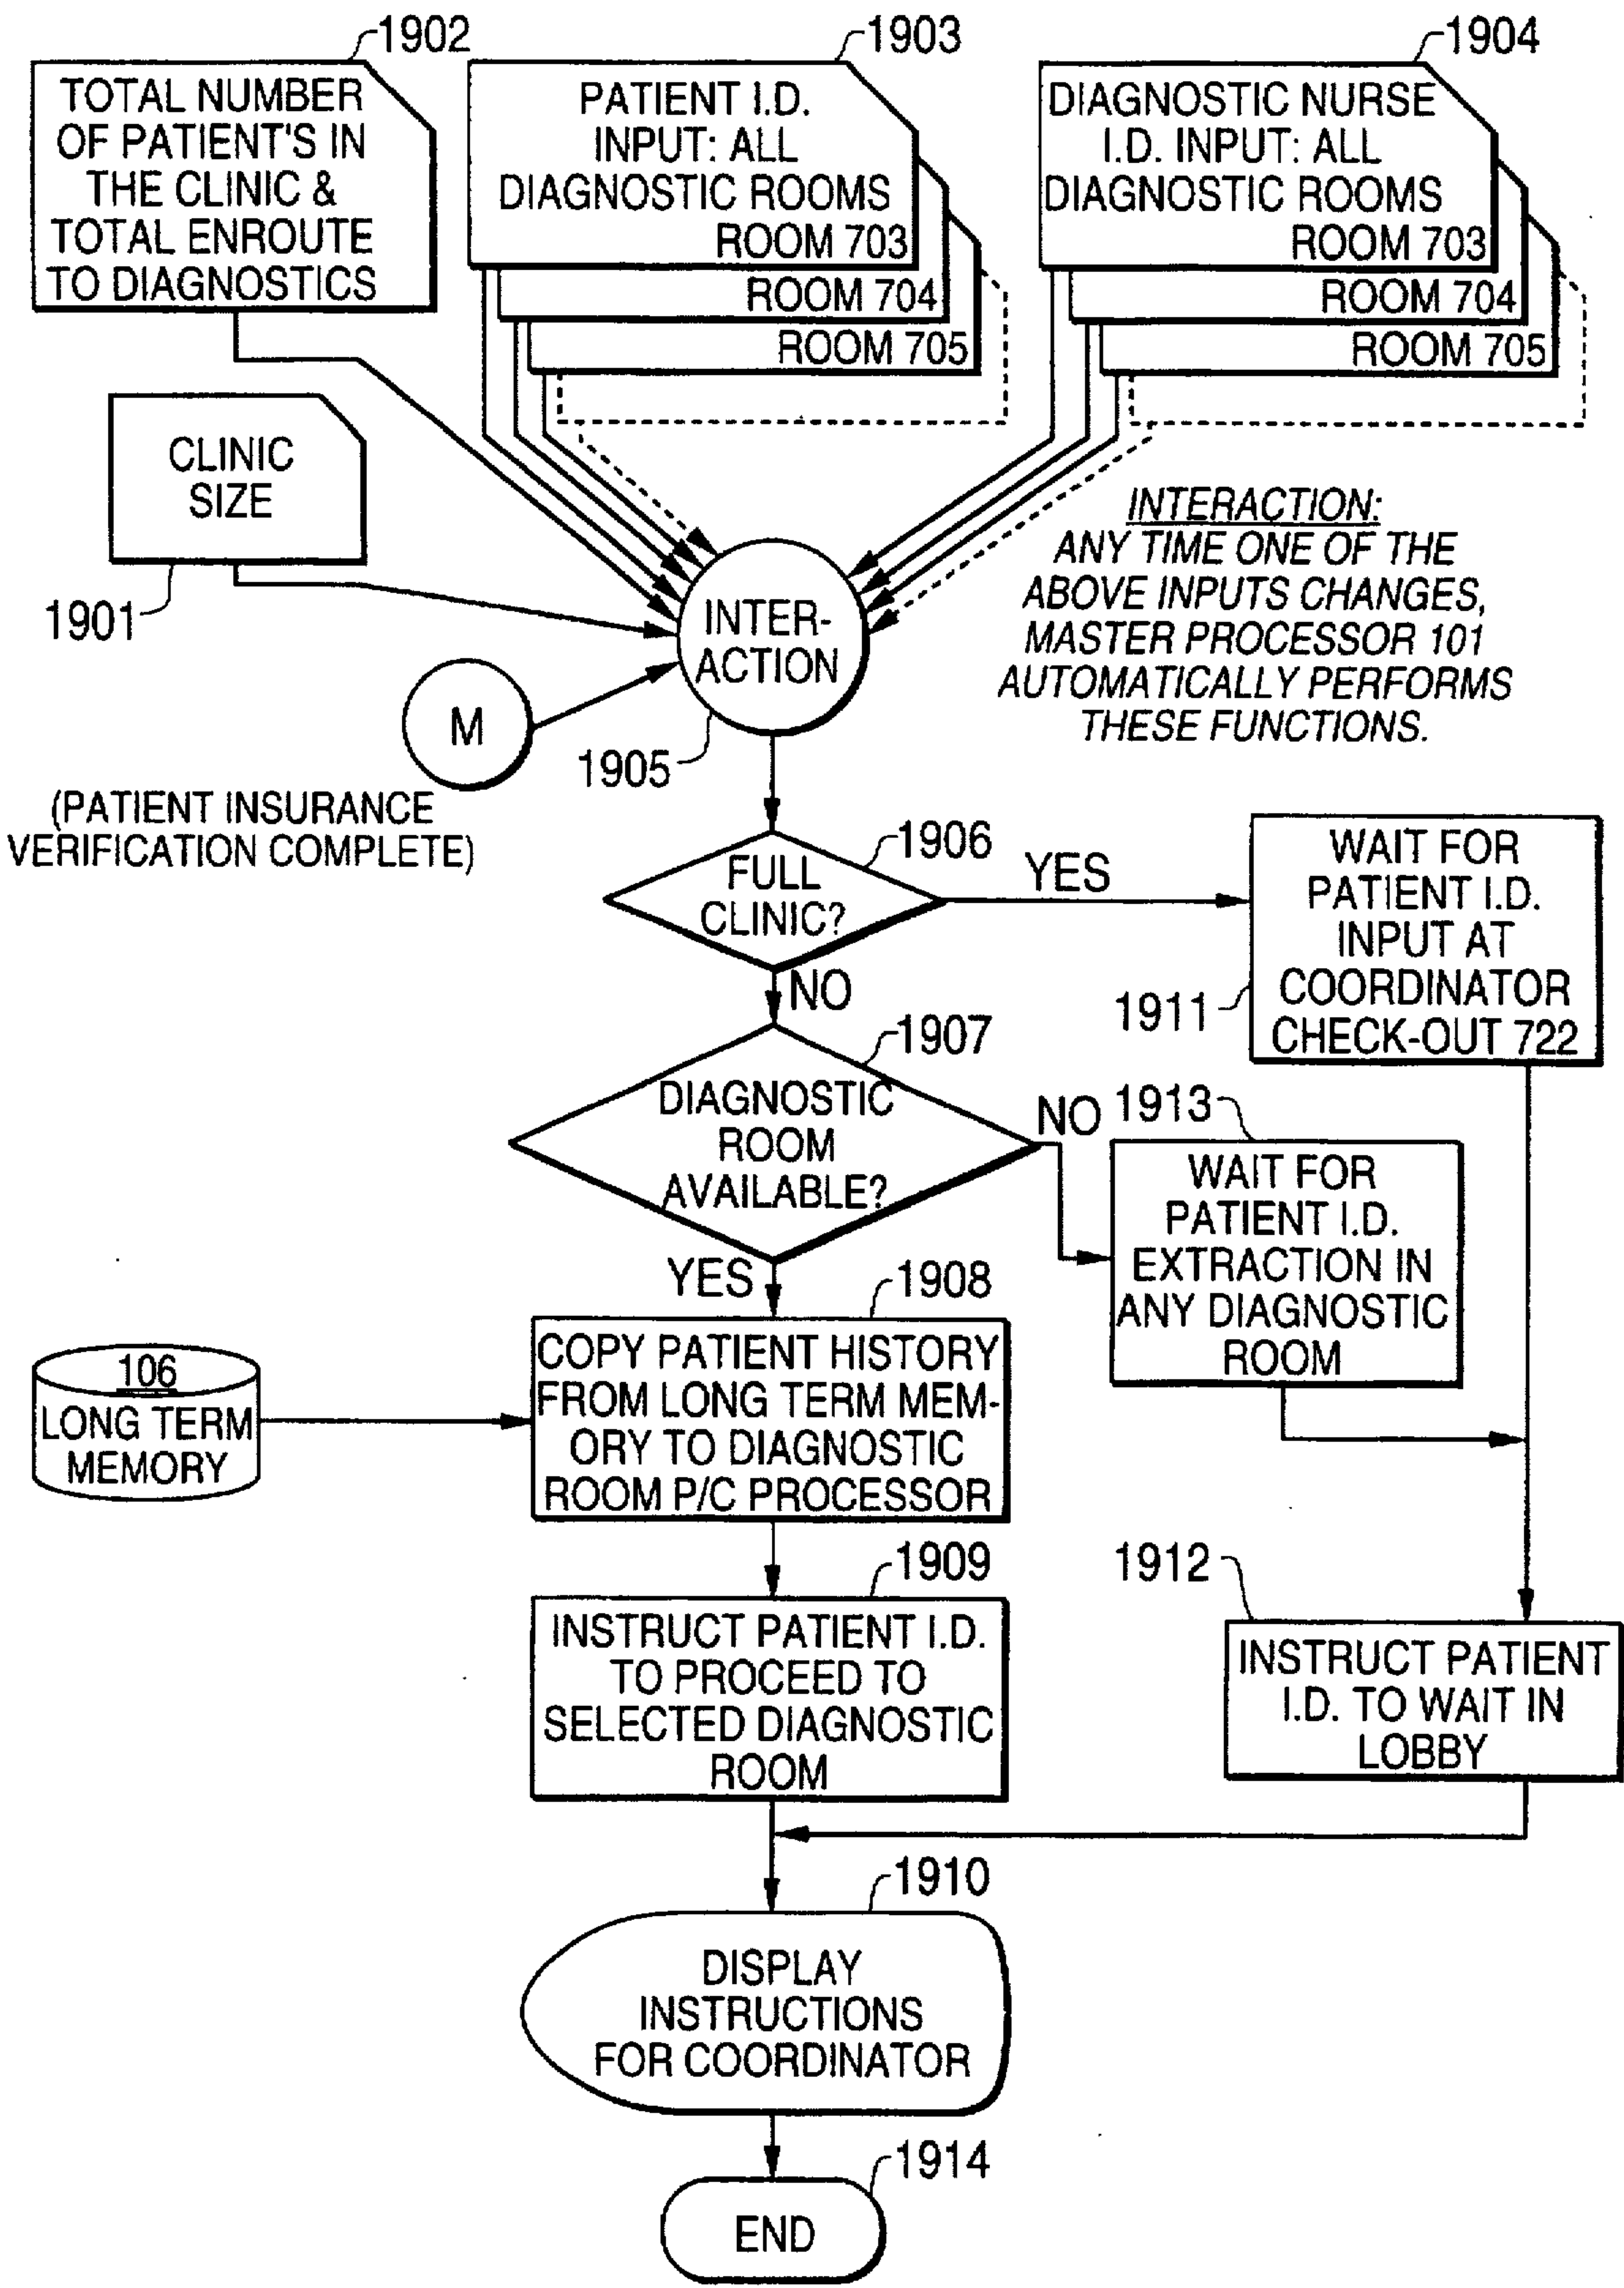 1902
TOTAL NUMBER
OF PATIENT'S IN
THE CLINIC &
TOTAL ENROUTE
TO DIAGNOSTICS
1903
PATIENT I.D.
INPUT: ALL
DIAGNOSTIC ROOMS
ROOM 703
ROOM 704
ROOM 705
1904
DIAGNOSTIC NURSE
I.D. INPUT: ALL
DIAGNOSTIC ROOMS
ROOM 703
ROOM 704
ROOM 705
CLINIC
SIZE
1901
INTERACTION:
ANY TIME ONE OF THE
ABOVE INPUTS CHANGES,
MASTER PROCESSOR 101
AUTOMATICALLY PERFORMS
THESE FUNCTIONS.
INTER-
ACTION
1905
M
(PATIENT INSURANCE
VERIFICATION COMPLETE)
1906
FULL
CLINIC?
YES
NO
WAIT FOR
PATIENT I.D.
INPUT AT
COORDINATOR
CHECK-OUT 722
1911
1907
DIAGNOSTIC
ROOM
AVAILABLE?
NO
YES
1913
WAIT FOR
PATIENT I.D.
EXTRACTION IN
ANY DIAGNOSTIC
ROOM
1908
COPY PATIENT HISTORY
FROM LONG TERM MEM-
ORY TO DIAGNOSTIC
ROOM P/C PROCESSOR
106
LONG TERM
MEMORY
1909
INSTRUCT PATIENT I.D.
TO PROCEED TO
SELECTED DIAGNOSTIC
ROOM
1912
INSTRUCT PATIENT
I.D. TO WAIT IN
LOBBY
1910
DISPLAY
INSTRUCTIONS
FOR COORDINATOR
1914
END